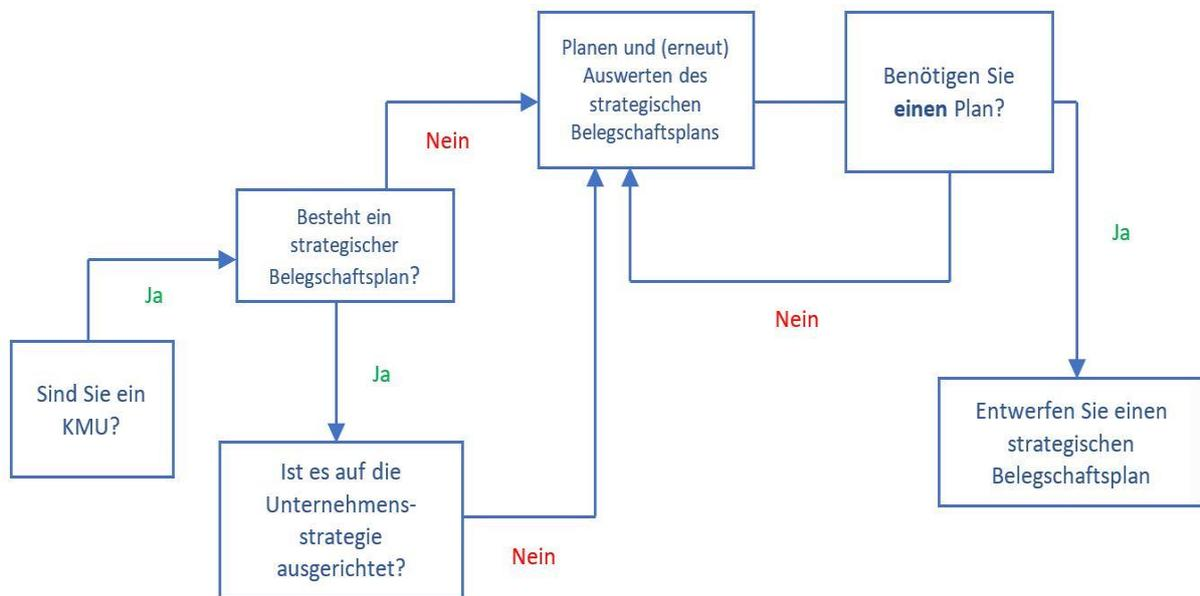 Sind Sie ein
KMU?
Ja
Besteht ein
strategischer
Belegschaftsplan?
Nein
Ja
Ist es auf die
Unternehmens-
strategie
ausgerichtet?
Nein
Planen und (erneut)
Auswerten des
strategischen
Belegschaftsplans
Benötigen Sie
einen Plan?
Nein
Ja
Entwerfen Sie einen
strategischen
Belegschaftsplan